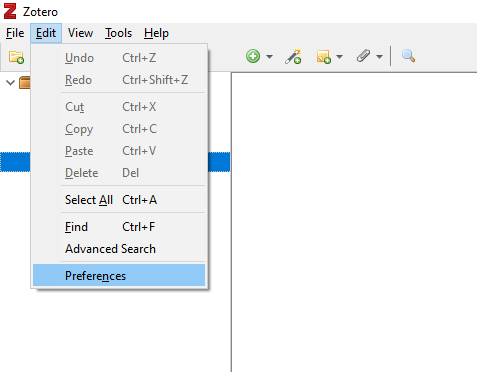 Zotero
File Edit View Tools Help
Undo Ctrl+Z
Redo Ctrl+Shift+Z
Cut Ctrl+X
Copy Ctrl+C
Paste Ctrl+V
Delete Del
Select All Ctrl+A
Find Ctrl+F
Advanced Search
Preferences